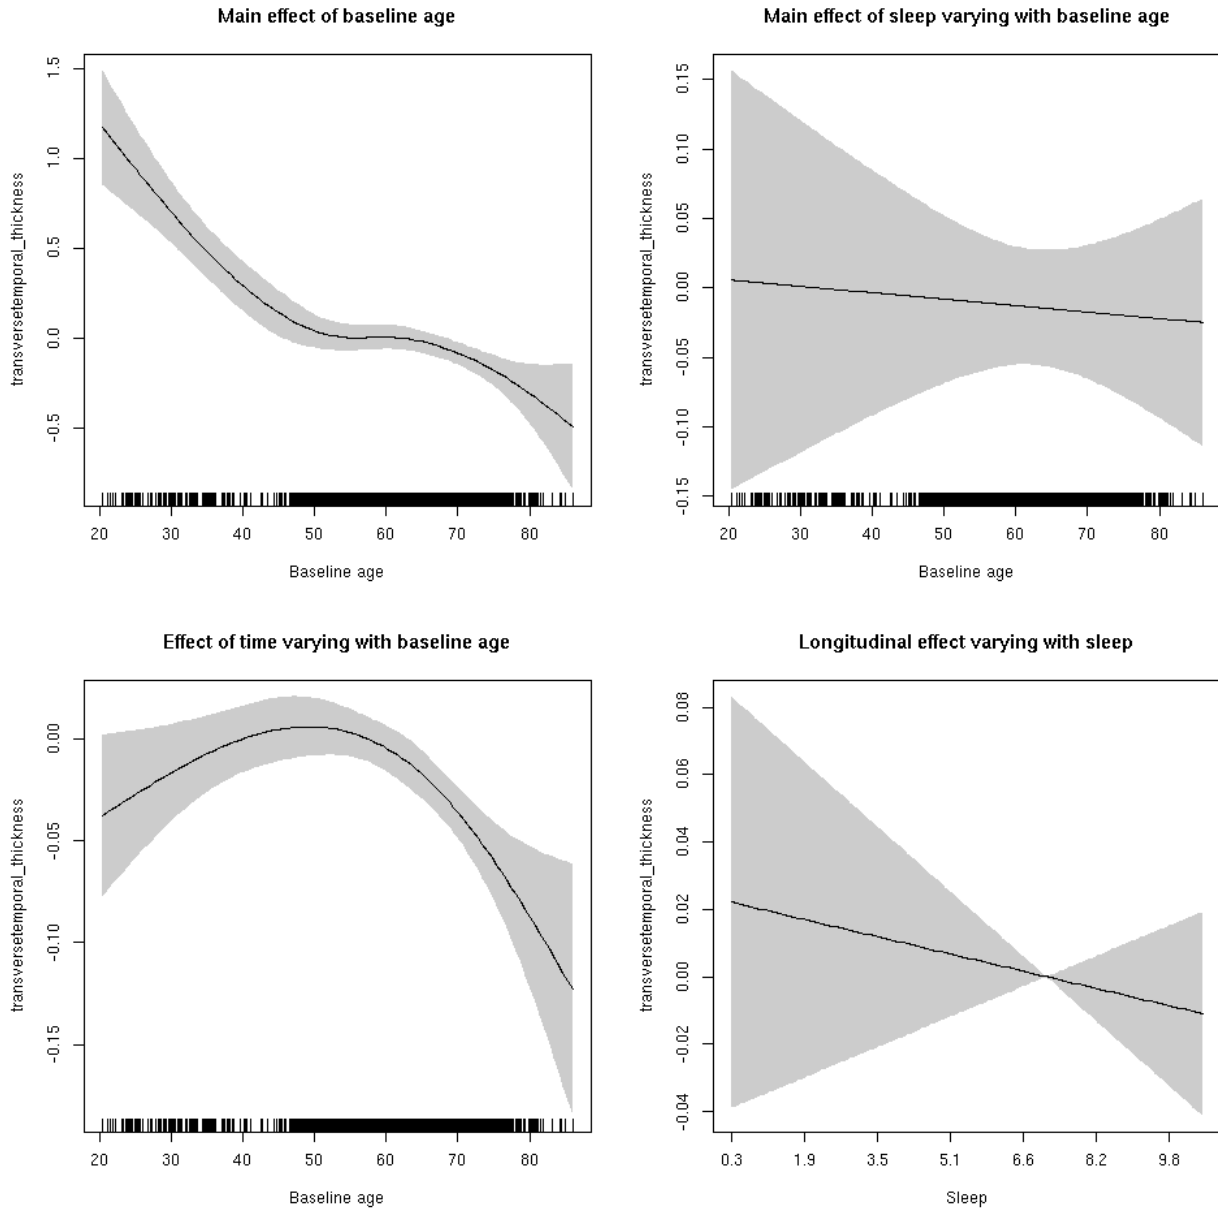 Main effect of baseline age
transversetemporal_thickness
1.5
1.0
0.5
0.0
-0.5
20 30 40 50 60 70 80
Baseline age
Main effect of sleep varying with baseline age
transversetemporal_thickness
0.15
0.10
0.05
0.00
-0.05
-0.10
-0.15
20 30 40 50 60 70 80
Baseline age
Effect of time varying with baseline age
transversetemporal_thickness
0.00
-0.05
-0.10
-0.15
20 30 40 50 60 70 80
Baseline age
Longitudinal effect varying with sleep
transversetemporal_thickness
0.08
0.06
0.04
0.02
0.00
-0.02
-0.04
0.3 1.9 3.5 5.1 6.6 8.2 9.8
Sleep